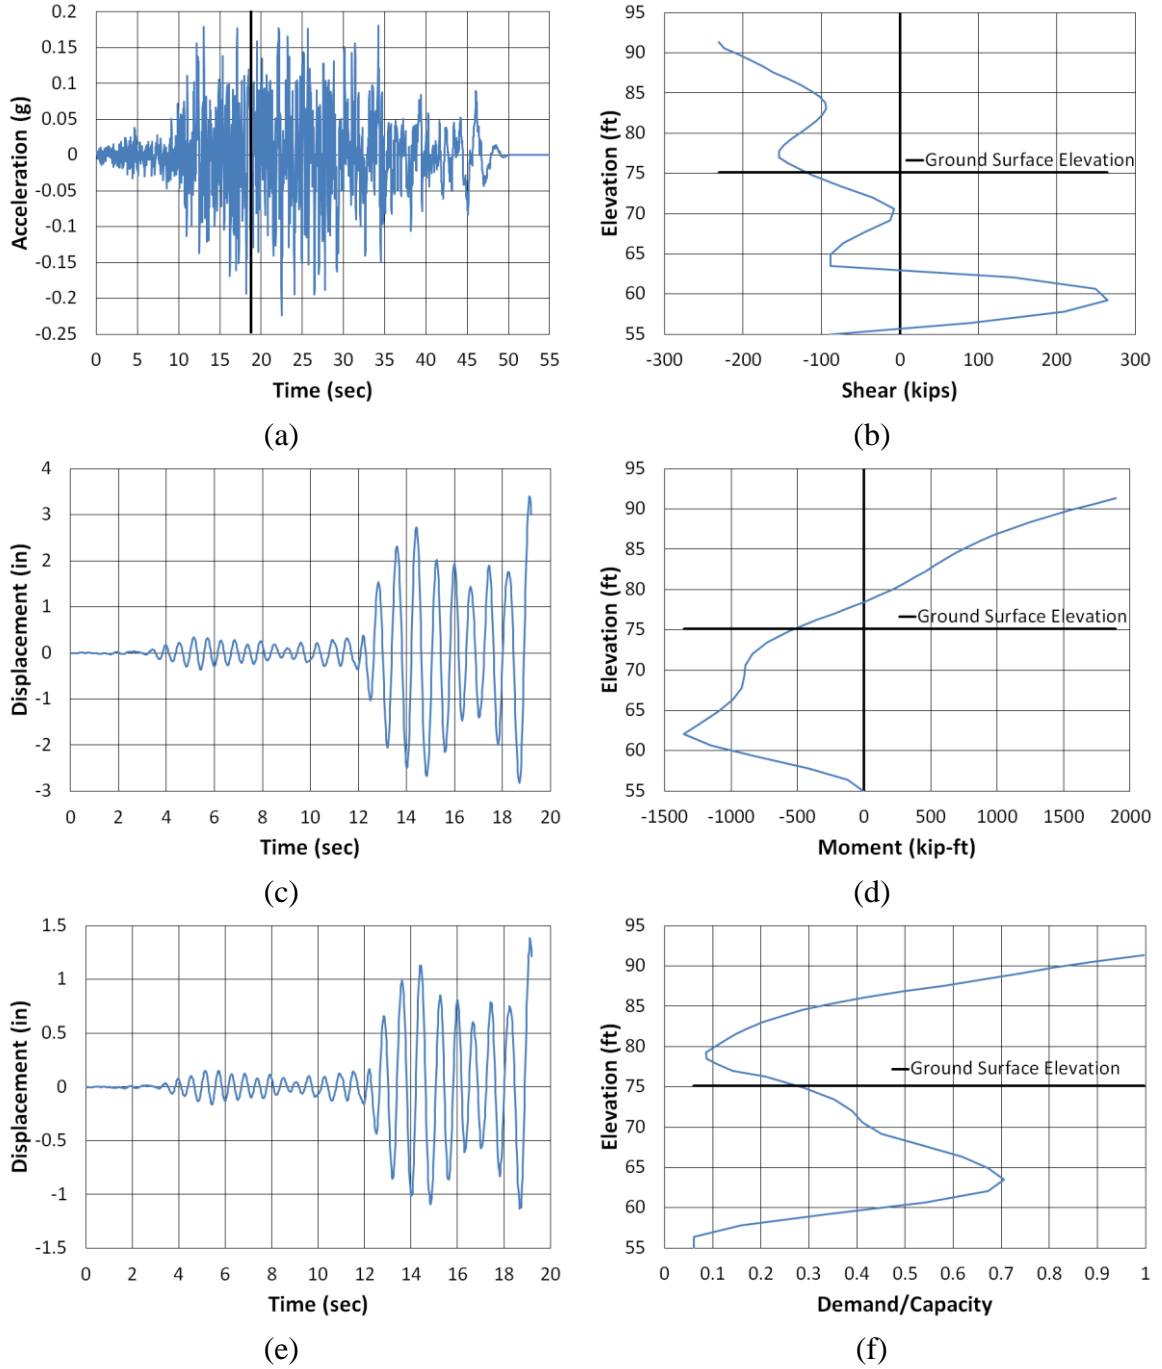 0.2
0.15
0.1
0.05
0
-0.05
-0.1
-0.15
-0.2
-0.25
Acceleration (g)
0 5 10 15 20 25 30 35 40 45 50 55
Time (sec)
(a)
95
90
85
80
75
70
65
60
55
Elevation (ft)
Ground Surface Elevation
-300 -200 -100 0 100 200 300
Shear (kips)
(b)
4
3
2
1
0
-1
-2
-3
Displacement (in)
0 2 4 6 8 10 12 14 16 18 20
Time (sec)
(c)
95
90
85
80
75
70
65
60
55
Elevation (ft)
Ground Surface Elevation
-1500 -1000 -500 0 500 1000 1500 2000
Moment (kip-ft)
(d)
1.5
1
0.5
0
-0.5
-1
-1.5
Displacement (in)
0 2 4 6 8 10 12 14 16 18 20
Time (sec)
(e)
95
90
85
80
75
70
65
60
55
Elevation (ft)
Ground Surface Elevation
0 0.1 0.2 0.3 0.4 0.5 0.6 0.7 0.8 0.9 1
Demand/Capacity
(f)